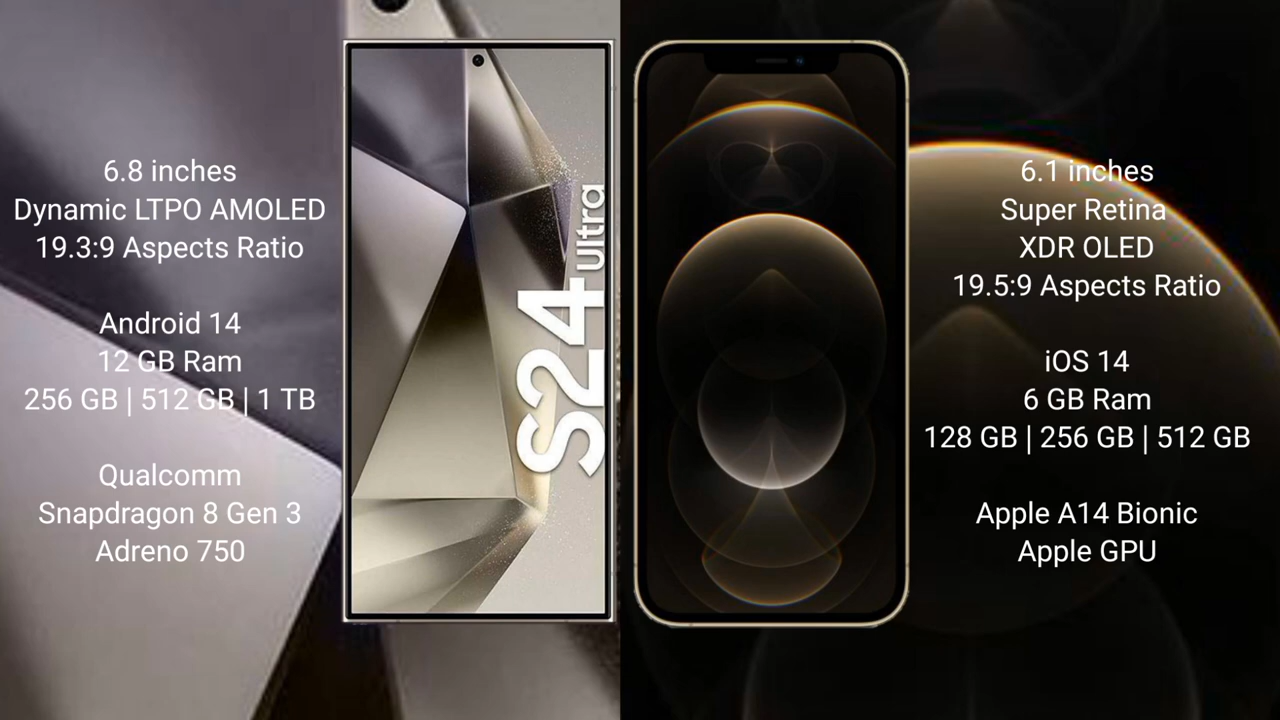 6.8 inches
Dynamic LTPO AMOLED
19.3:9 Aspects Ratio
Android 14
12 GB Ram
256 GB | 512 GB | 1 TB
Qualcomm
Snapdragon 8 Gen 3
Adreno 750
S24 ultra
6.1 inches
Super Retina
XDR OLED
19.5:9 Aspects Ratio
iOS 14
6 GB Ram
128 GB | 256 GB | 512 GB
Apple A14 Bionic
Apple GPU